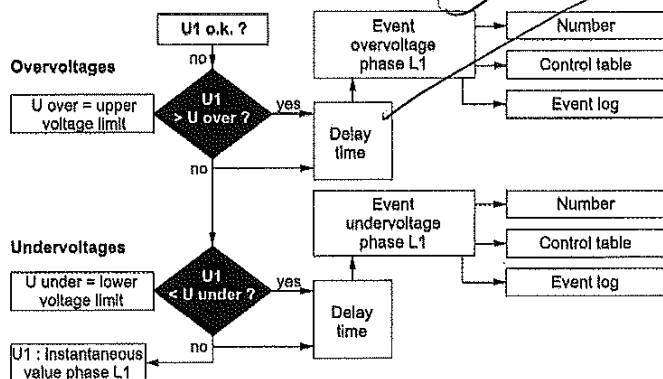 U1 o.k. ?
no
Overvoltages
U over = upper
voltage limit
U1
> U over ?
yes
no
Delay
time
Event
overvoltage
phase L1
Number
Control table
Event log
Undervoltages
U under = lower
voltage limit
U1
< U under ?
yes
no
Delay
time
Event
undervoltage
phase L1
Number
Control table
Event log
U1 : Instantaneous
value phase L1